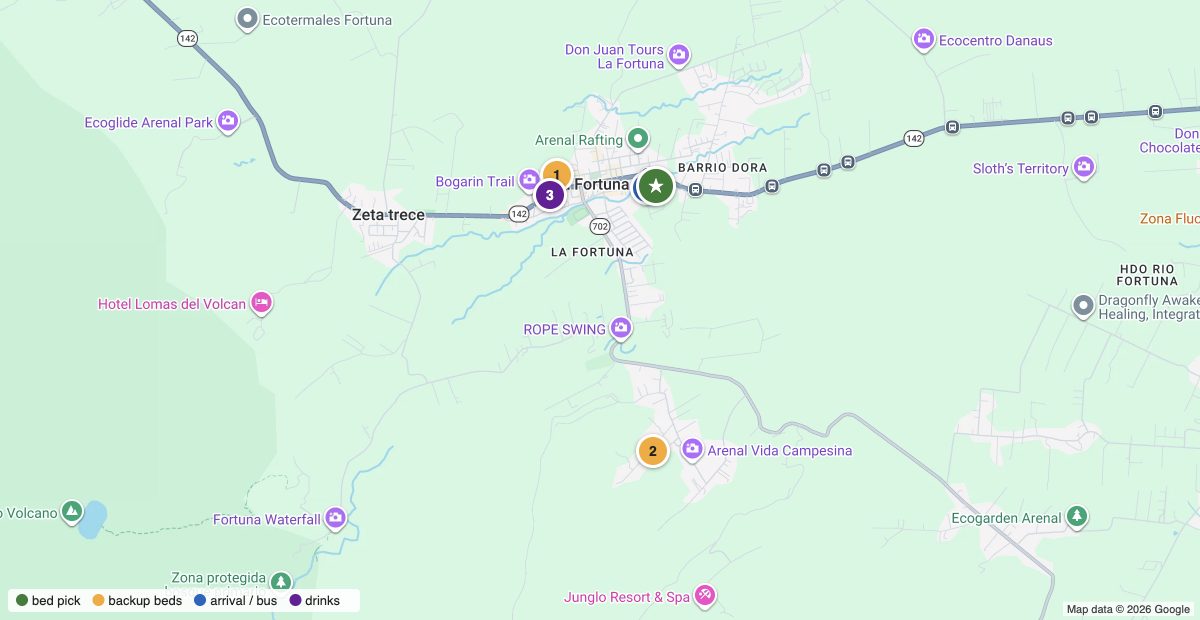 Ecotermales Fortuna
142
Don Juan Tours
La Fortuna
Ecocentro Danaus
Ecoglide Arenal Park
Arenal Rafting
142
Don
Chocolate
BARRIO DORA
Sloth's Territory
Bogarin Trail
1
Fortuna
3
Zeta trece
142
702
Zona Fluc
LA FORTUNA
HDO RIO
FORTUNA
Hotel Lomas del Volcan
Dragonfly Awake
Healing, Integrat
ROPE SWING
2
Arenal Vida Campesina
Volcano
Fortuna Waterfall
Ecogarden Arenal
Zona protegida
Junglo Resort & Spa
bed pick
backup beds
arrival / bus
drinks
Map data © 2026 Google